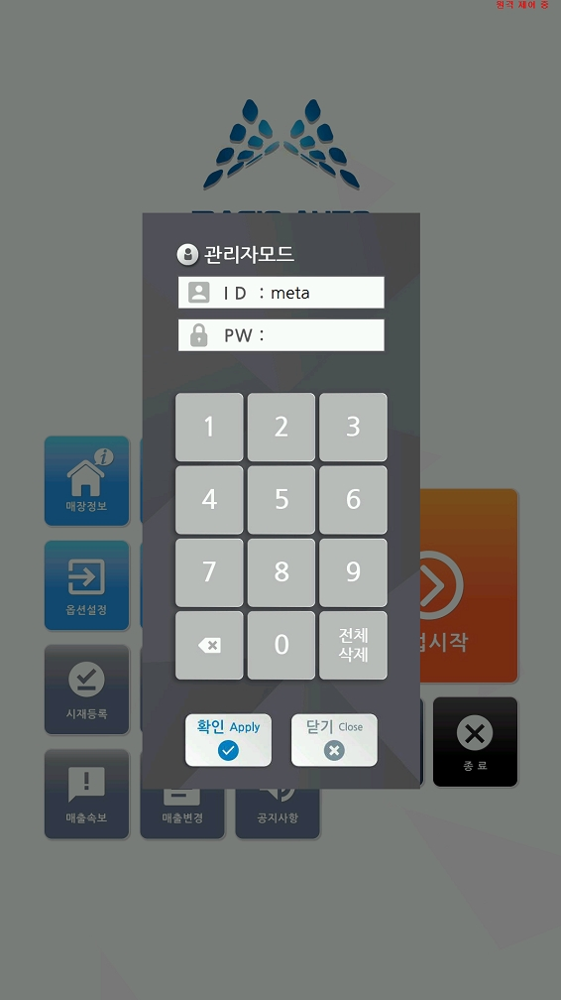 원격 제어 중
관리자모드
ID : meta
PW :
1 2 3
4 5 6
7 8 9
0 전체
삭제
확인 Apply
닫기 Close
매장정보
옵션설정
시작
시재등록
종료
매출속보
매출변경
공지사항